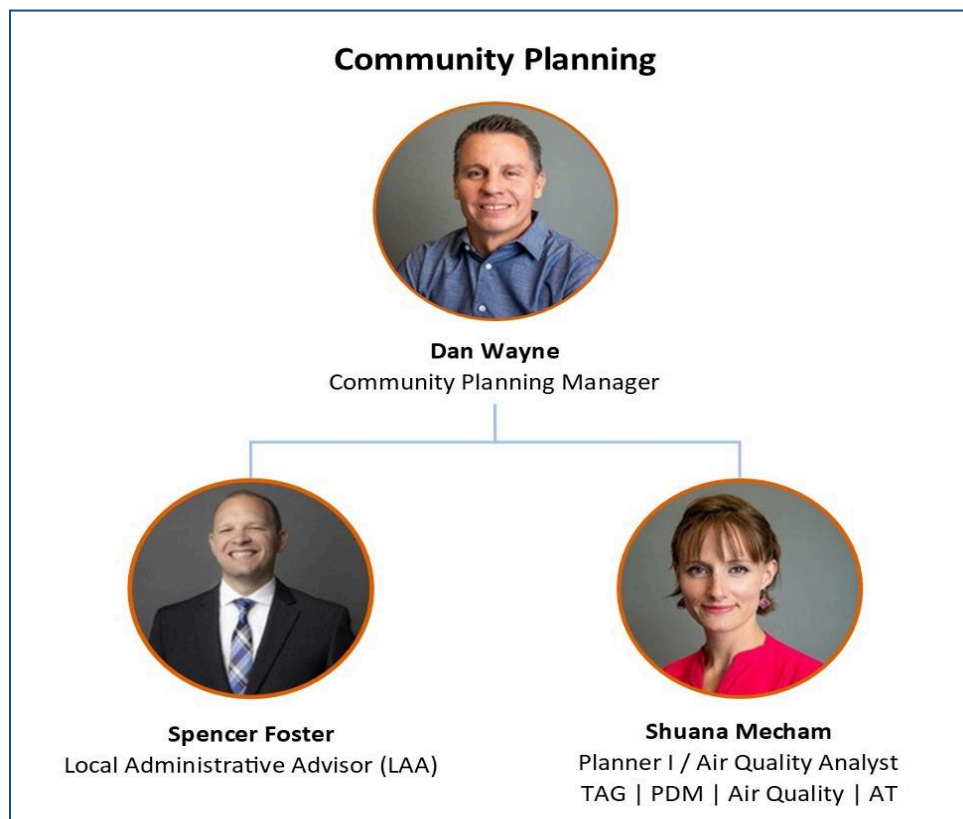 Community Planning
Dan Wayne
Community Planning Manager
Spencer Foster
Local Administrative Advisor (LAA)
Shuana Mecham
Planner I / Air Quality Analyst
TAG | PDM | Air Quality | AT